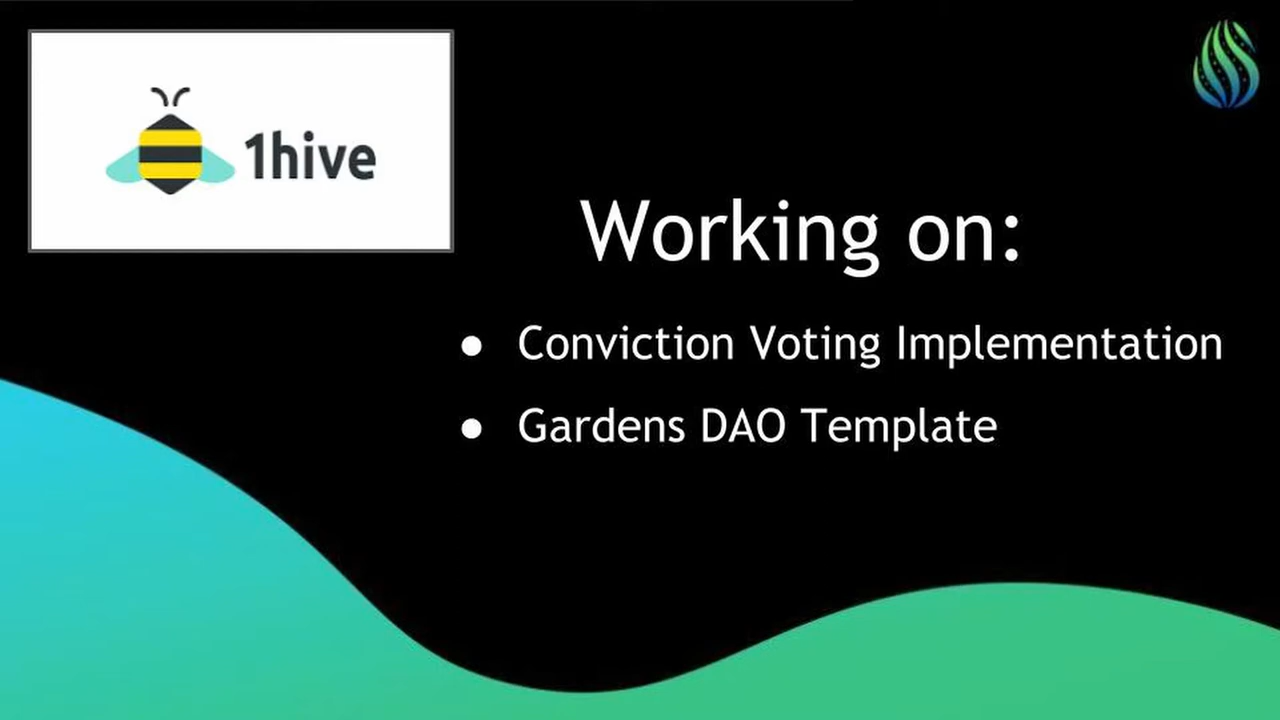 1hive
Working on:
● Conviction Voting Implementation
● Gardens DAO Template